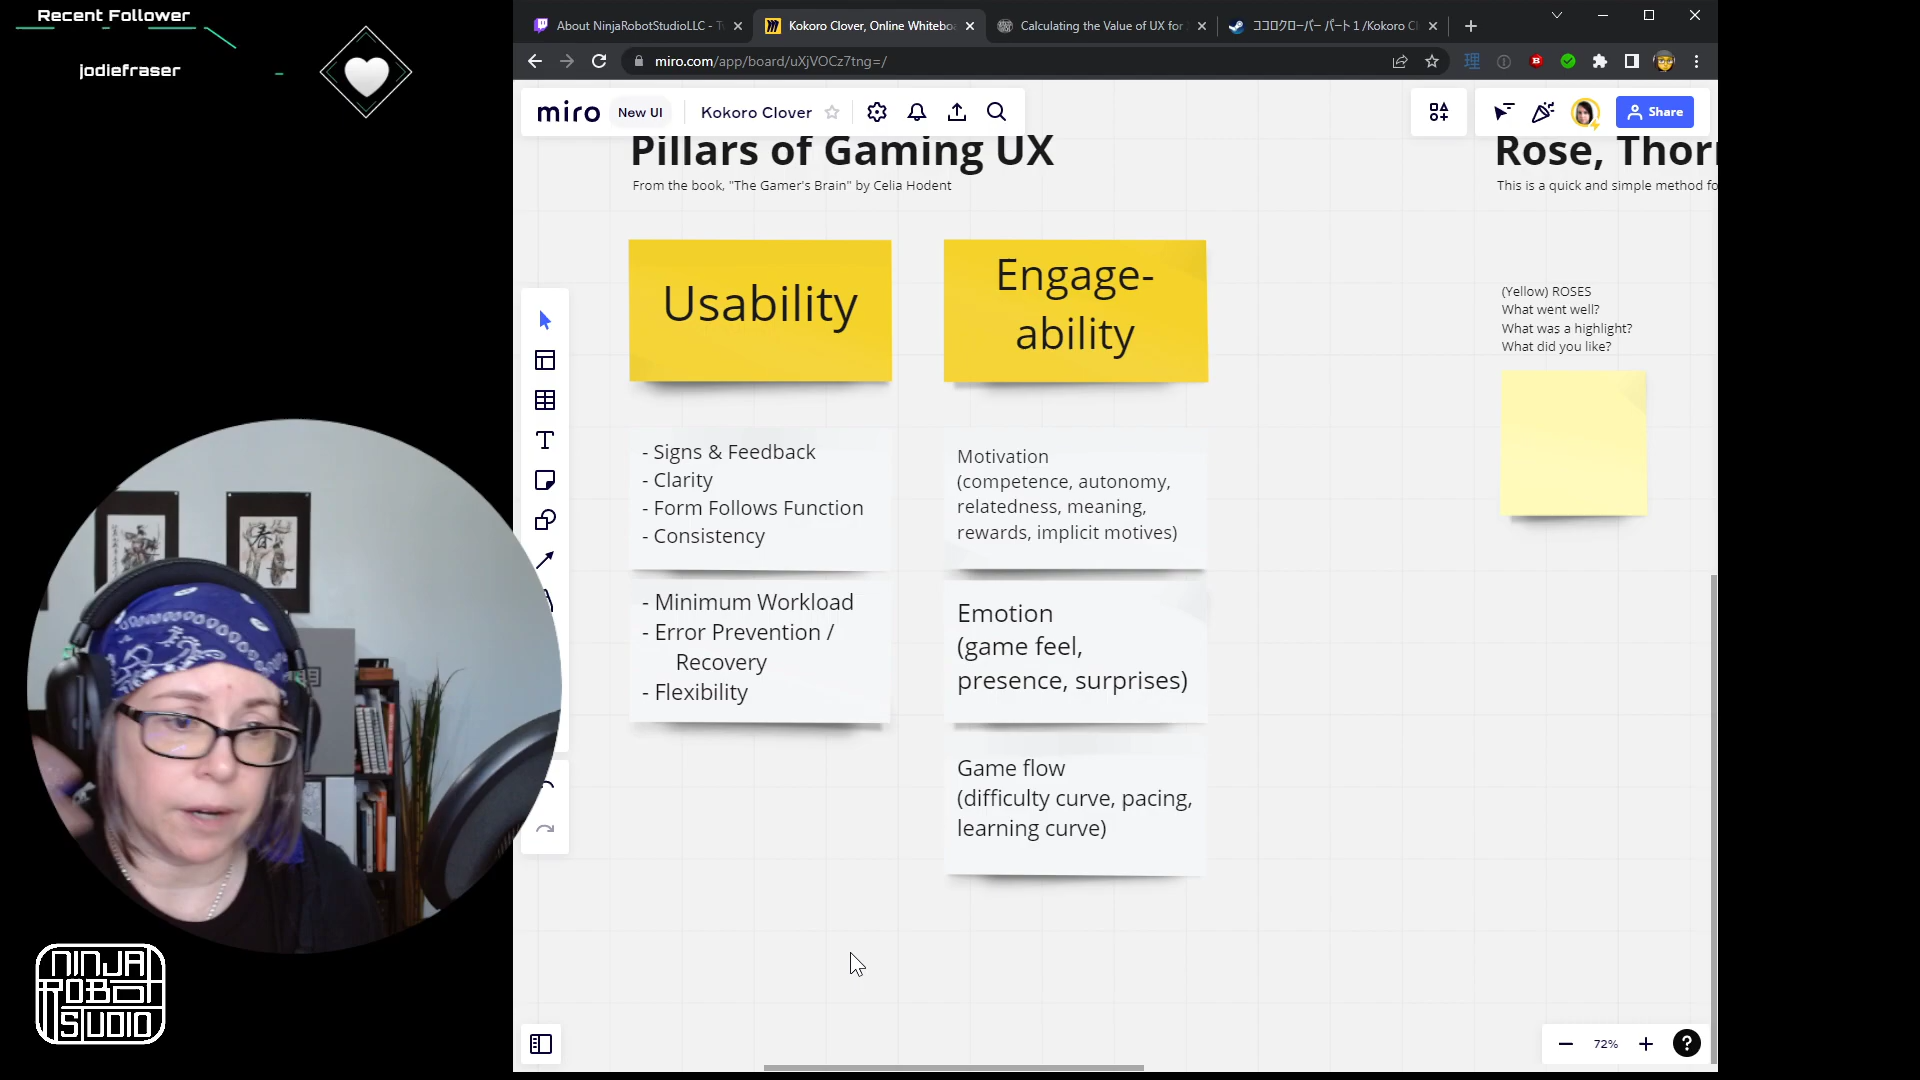 Recent Follower
jodiefraser
About NinjaRobotStudioLLC - Tw
Kokoro Clover, Online Whiteboa
Calculating the Value of UX for
ココロクローバー パート1/Kokoro Cl
miro.com/app/board/uXjVOCz7tng=/
miro
New UI
Kokoro Clover
Share
Pillars of Gaming UX
From the book, "The Gamer's Brain" by Celia Hodent
Rose, Thorn
This is a quick and simple method fo
Usability
Engage-
ability
(Yellow) ROSES
What went well?
What was a highlight?
What did you like?
- Signs & Feedback
- Clarity
- Form Follows Function
- Consistency
- Minimum Workload
- Error Prevention /
Recovery
- Flexibility
Motivation
(competence, autonomy,
relatedness, meaning,
rewards, implicit motives)
Emotion
(game feel,
presence, surprises)
Game flow
(difficulty curve, pacing,
learning curve)
NINJA
ROBOT
STUDIO
72%